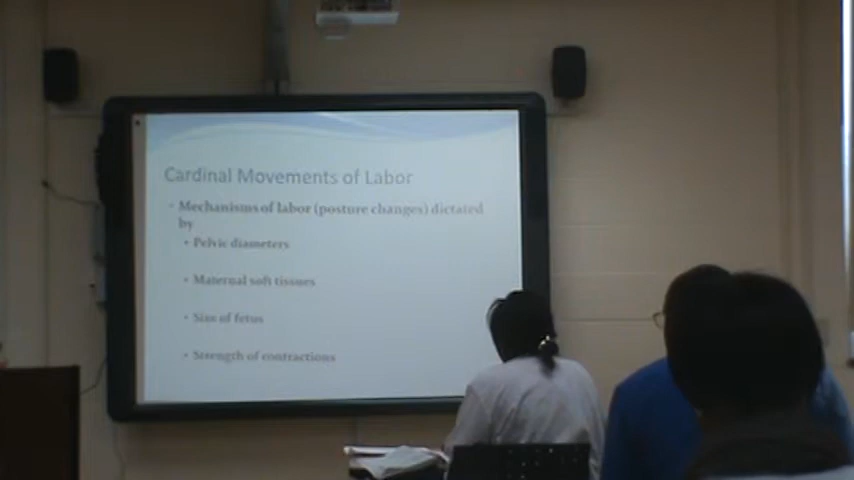 Cardinal Movements of Labor
• Mechanisms of labor (posture changes) dictated
by
• Pelvic diameters
• Maternal soft tissues
• Size of fetus
• Strength of contractions